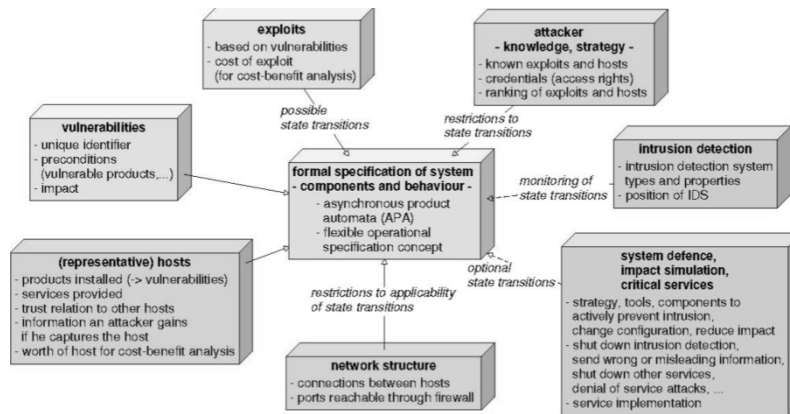 exploits
- based on vulnerabilities
- cost of exploit
(for cost-benefit analysis)
attacker
- knowledge, strategy -
- known exploits and hosts
- credentials (access rights)
- ranking of exploits and hosts
possible
state transitions
restrictions to
state transitions
vulnerabilities
- unique identifier
- preconditions
(vulnerable products,...)
- impact
formal specification of system
- components and behaviour -
- asynchronous product
automata (APA)
- flexible operational
specification concept
monitoring of
state transitions
intrusion detection
- intrusion detection system
types and properties
- position of IDS
(representative) hosts
- products installed (-> vulnerabilities)
- services provided
- trust relation to other hosts
- information an attacker gains
if he captures the host
- worth of host for cost-benefit analysis
restrictions to applicability
of state transitions
optional
state transitions
system defence,
impact simulation,
critical services
- strategy, tools, components to
actively prevent intrusion,
change configuration, reduce impact
- shut down intrusion detection,
send wrong or misleading information,
shut down other services,
denial of service attacks, ...
- service implementation
network structure
- connections between hosts
- ports reachable through firewall